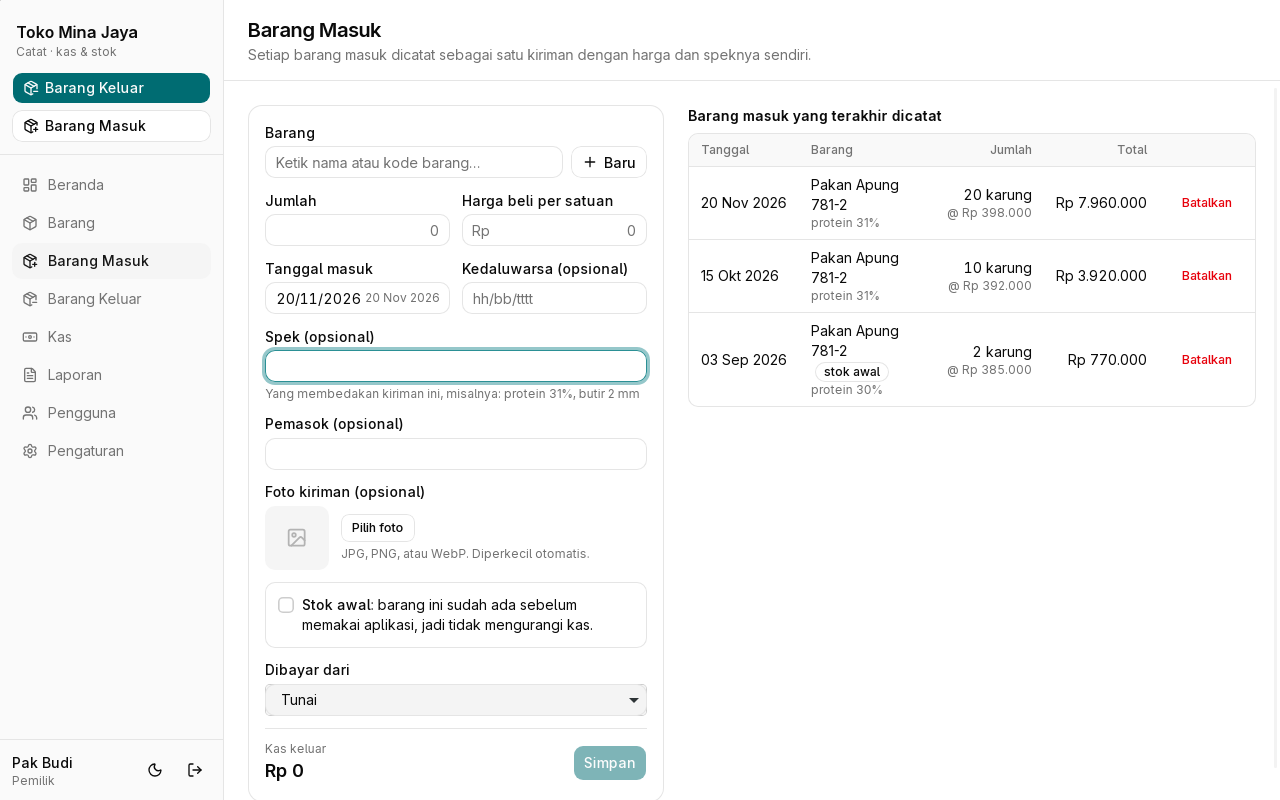 Toko Mina Jaya
Catat · kas & stok
Barang Keluar
Barang Masuk
Beranda
Barang
Barang Masuk
Barang Keluar
Kas
Laporan
Pengguna
Pengaturan
Pak Budi
Pemilik
Barang Masuk
Setiap barang masuk dicatat sebagai satu kiriman dengan harga dan speknya sendiri.
Barang
Ketik nama atau kode barang…
Baru
Jumlah
Harga beli per satuan
0
Rp 0
Tanggal masuk
Kedaluwarsa (opsional)
20/11/2026 20 Nov 2026
hh/bb/tttt
Spek (opsional)
Yang membedakan kiriman ini, misalnya: protein 31%, butir 2 mm
Pemasok (opsional)
Foto kiriman (opsional)
Pilih foto
JPG, PNG, atau WebP. Diperkecil otomatis.
Stok awal: barang ini sudah ada sebelum
memakai aplikasi, jadi tidak mengurangi kas.
Dibayar dari
Tunai
Kas keluar
Rp 0
Simpan
Barang masuk yang terakhir dicatat
Tanggal Barang Jumlah Total
20 Nov 2026
Pakan Apung
781-2
protein 31%
20 karung
@ Rp 398.000
Rp 7.960.000
Batalkan
15 Okt 2026
Pakan Apung
781-2
protein 31%
10 karung
@ Rp 392.000
Rp 3.920.000
Batalkan
03 Sep 2026
Pakan Apung
781-2
stok awal
protein 30%
2 karung
@ Rp 385.000
Rp 770.000
Batalkan